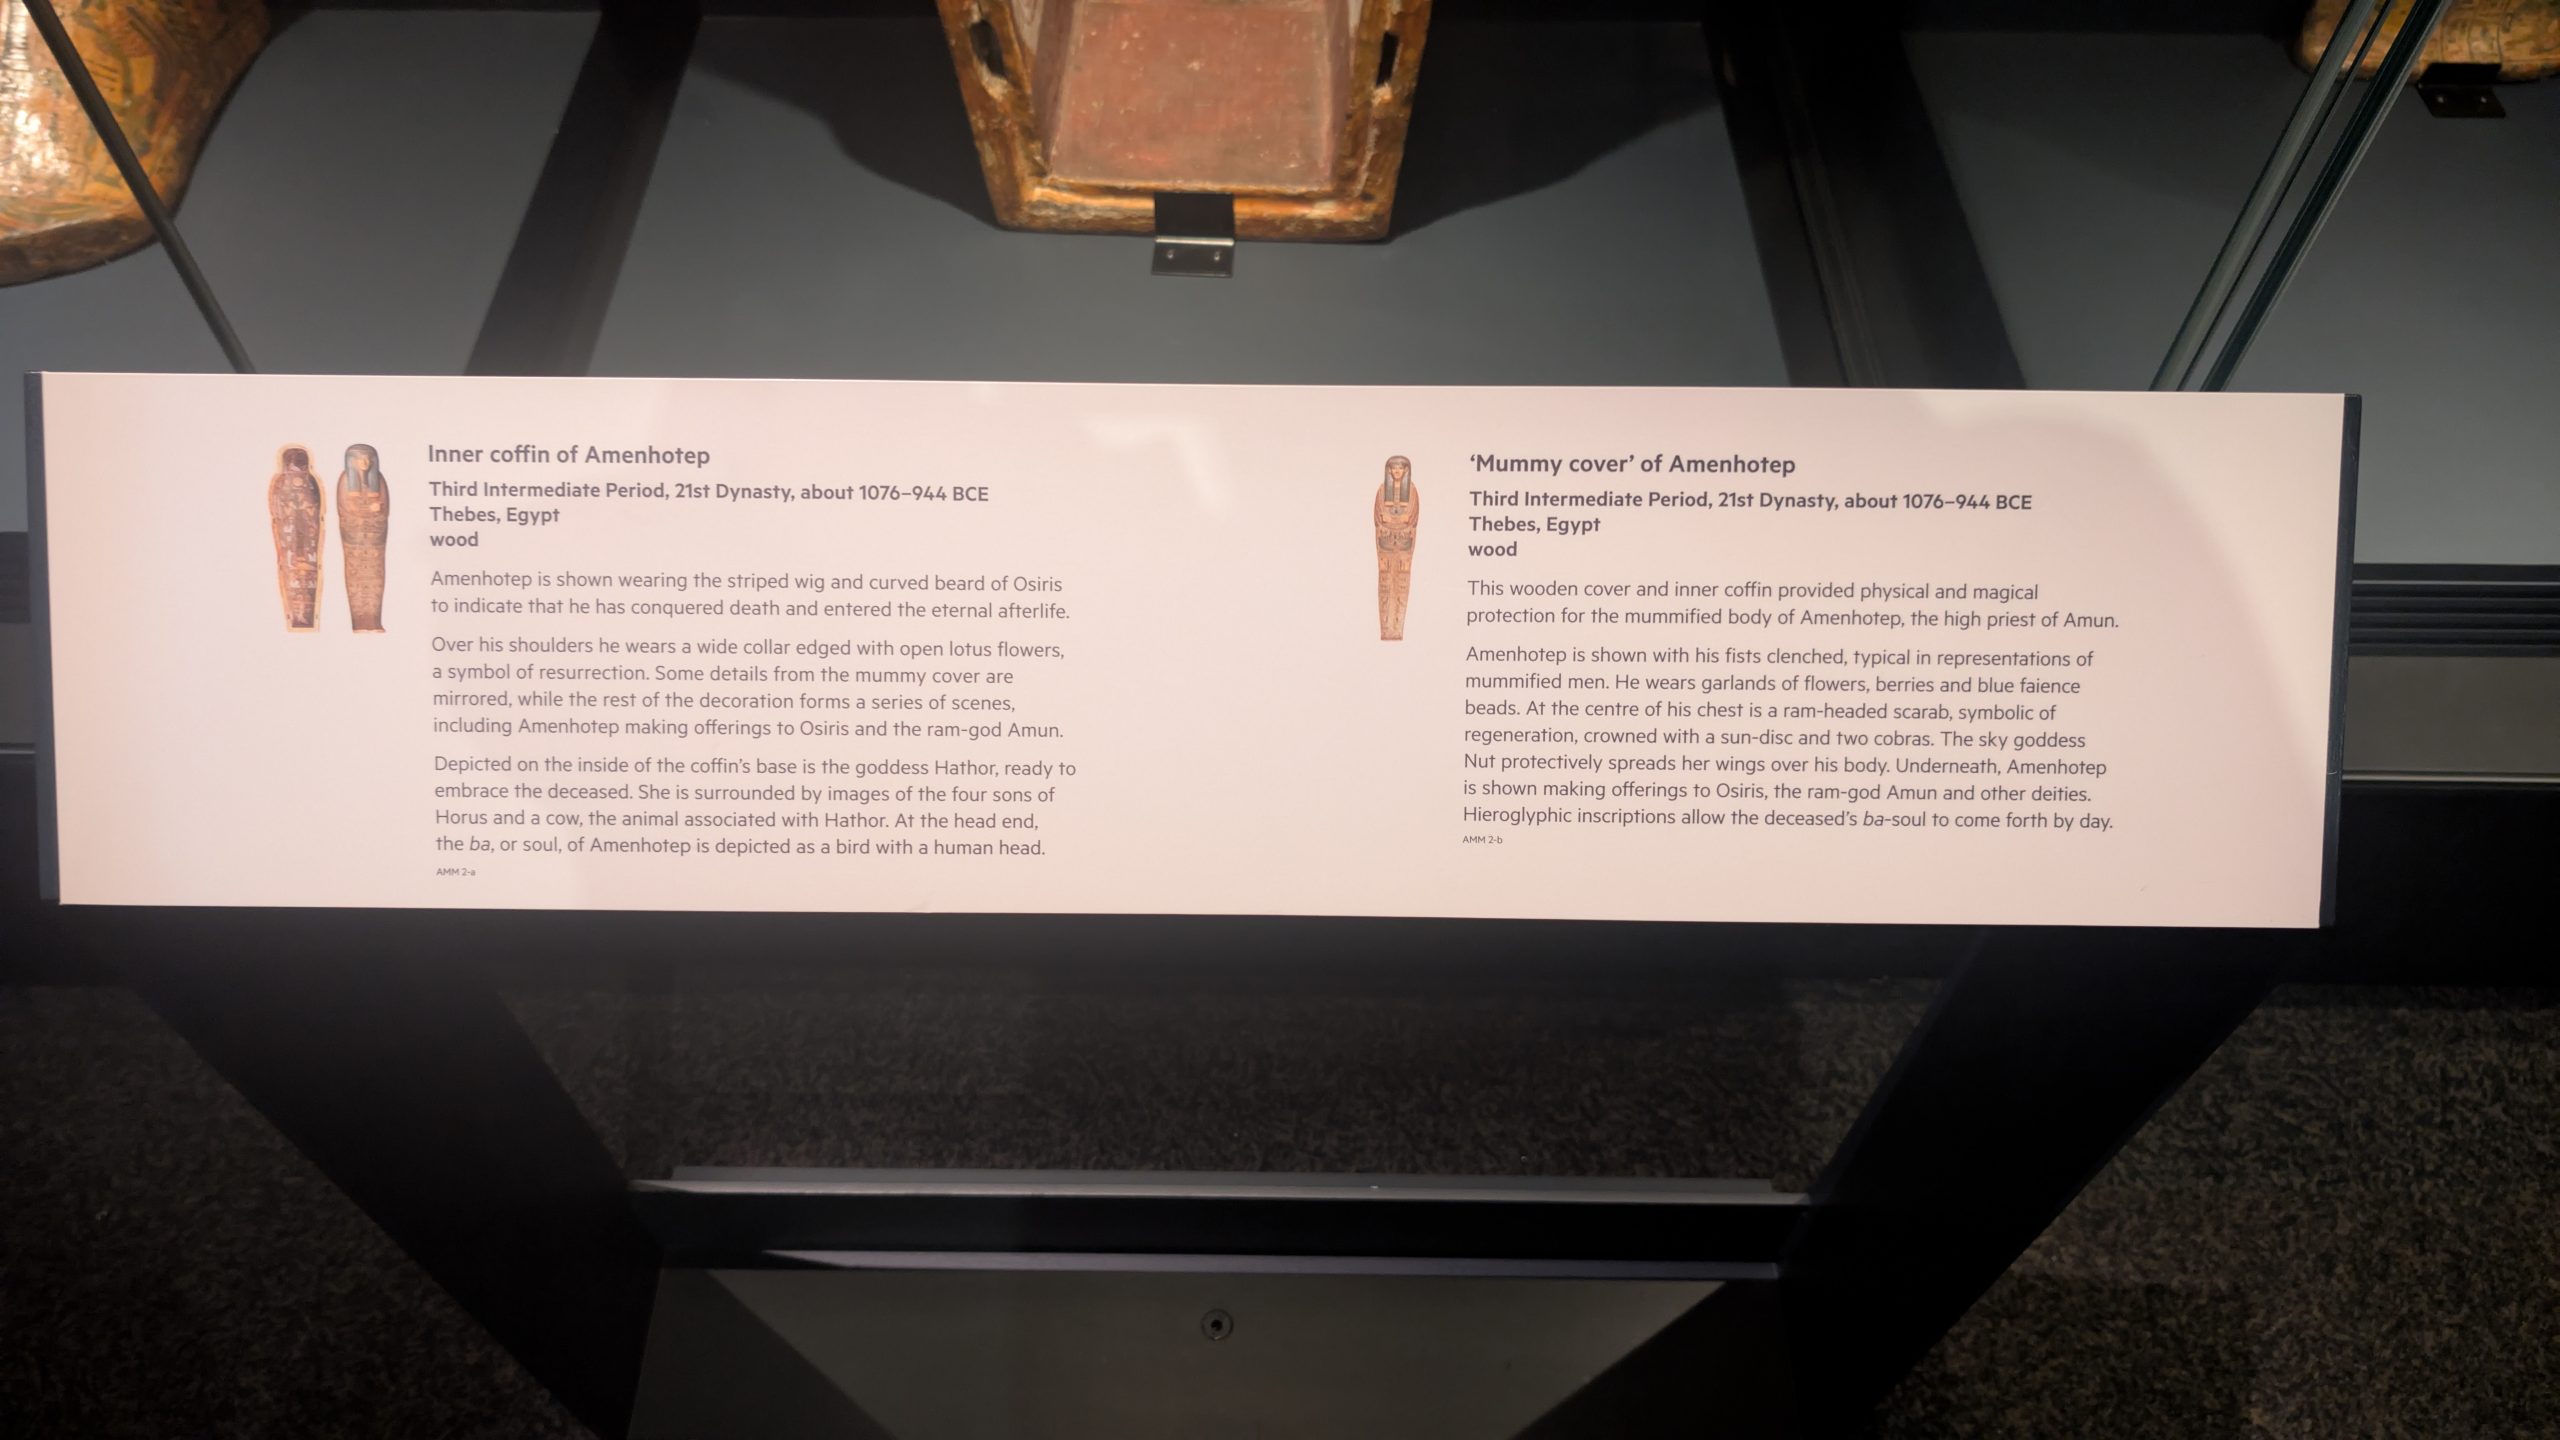 Inner coffin of Amenhotep
Third Intermediate Period, 21st Dynasty, about 1076–944 BCE
Thebes, Egypt
wood
Amenhotep is shown wearing the striped wig and curved beard of Osiris
to indicate that he has conquered death and entered the eternal afterlife.
Over his shoulders he wears a wide collar edged with open lotus flowers,
a symbol of resurrection. Some details from the mummy cover are
mirrored, while the rest of the decoration forms a series of scenes,
including Amenhotep making offerings to Osiris and the ram-god Amun.
Depicted on the inside of the coffin's base is the goddess Hathor, ready to
embrace the deceased. She is surrounded by images of the four sons of
Horus and a cow, the animal associated with Hathor. At the head end,
the ba, or soul, of Amenhotep is depicted as a bird with a human head.
AMM 2-a
‘Mummy cover’ of Amenhotep
Third Intermediate Period, 21st Dynasty, about 1076–944 BCE
Thebes, Egypt
wood
This wooden cover and inner coffin provided physical and magical
protection for the mummified body of Amenhotep, the high priest of Amun.
Amenhotep is shown with his fists clenched, typical in representations of
mummified men. He wears garlands of flowers, berries and blue faience
beads. At the centre of his chest is a ram-headed scarab, symbolic of
regeneration, crowned with a sun-disc and two cobras. The sky goddess
Nut protectively spreads her wings over his body. Underneath, Amenhotep
is shown making offerings to Osiris, the ram-god Amun and other deities.
Hieroglyphic inscriptions allow the deceased's ba-soul to come forth by day.
AMM 2-b